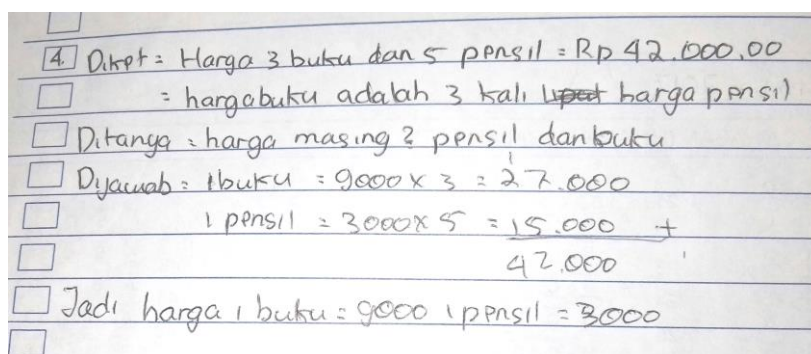 4. Diket = Harga 3 buku dan 5 pensil = Rp 42.000,00
= harga buku adalah 3 kali harga pensil
Ditanya = harga masing2 pensil dan buku
Dijawab = 1 buku = 9000 x 3 = 27.000
1 pensil = 3000 x 5 = 15.000 +
42.000
Jadi harga 1 buku = 9000 1 pensil = 3000